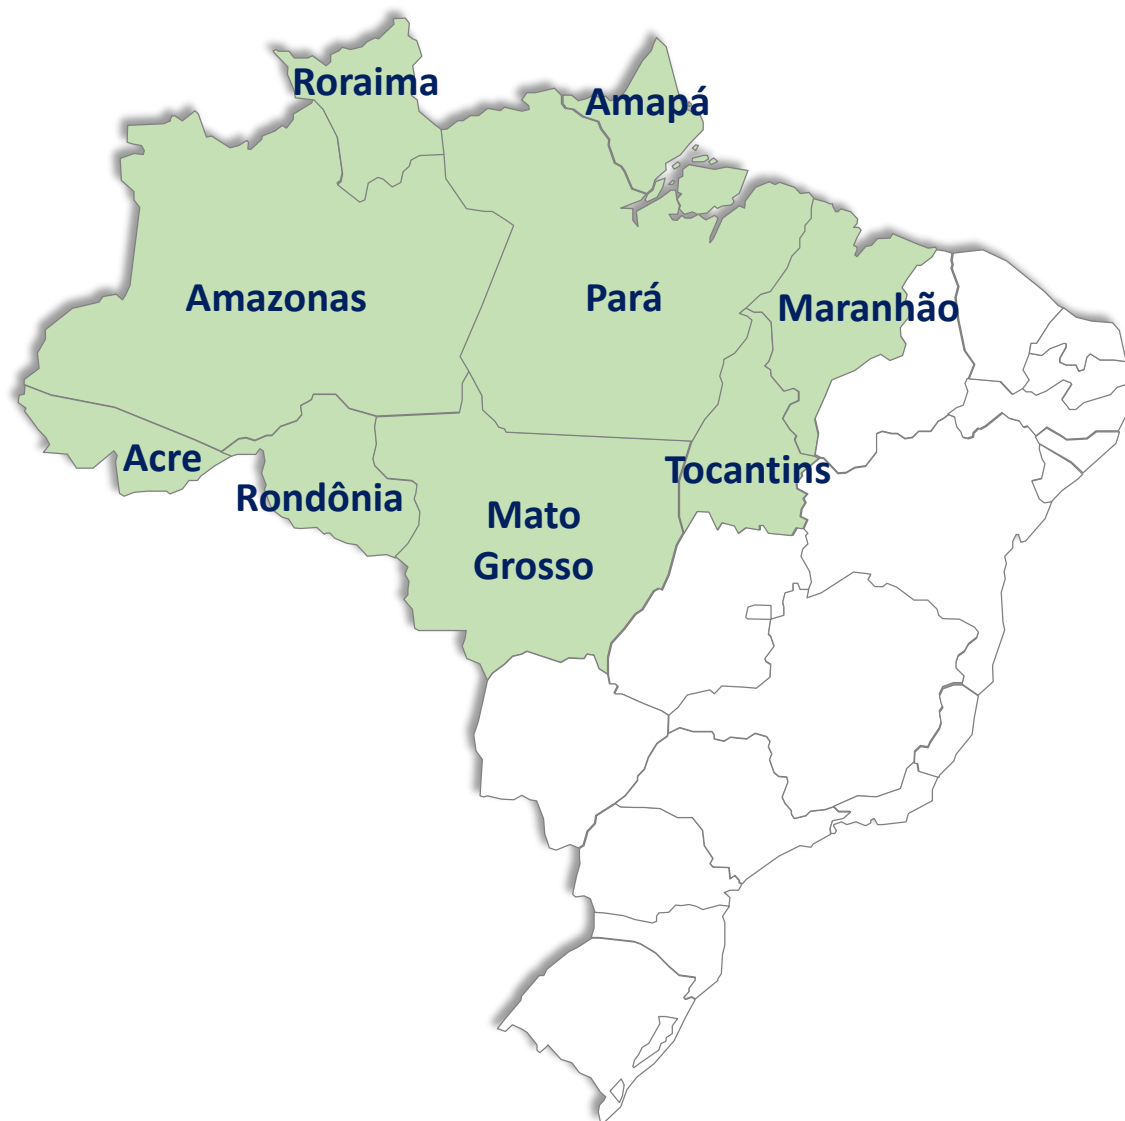 Roraima
Amapá
Amazonas
Pará
Maranhão
Acre
Rondônia
Tocantins
Mato
Grosso